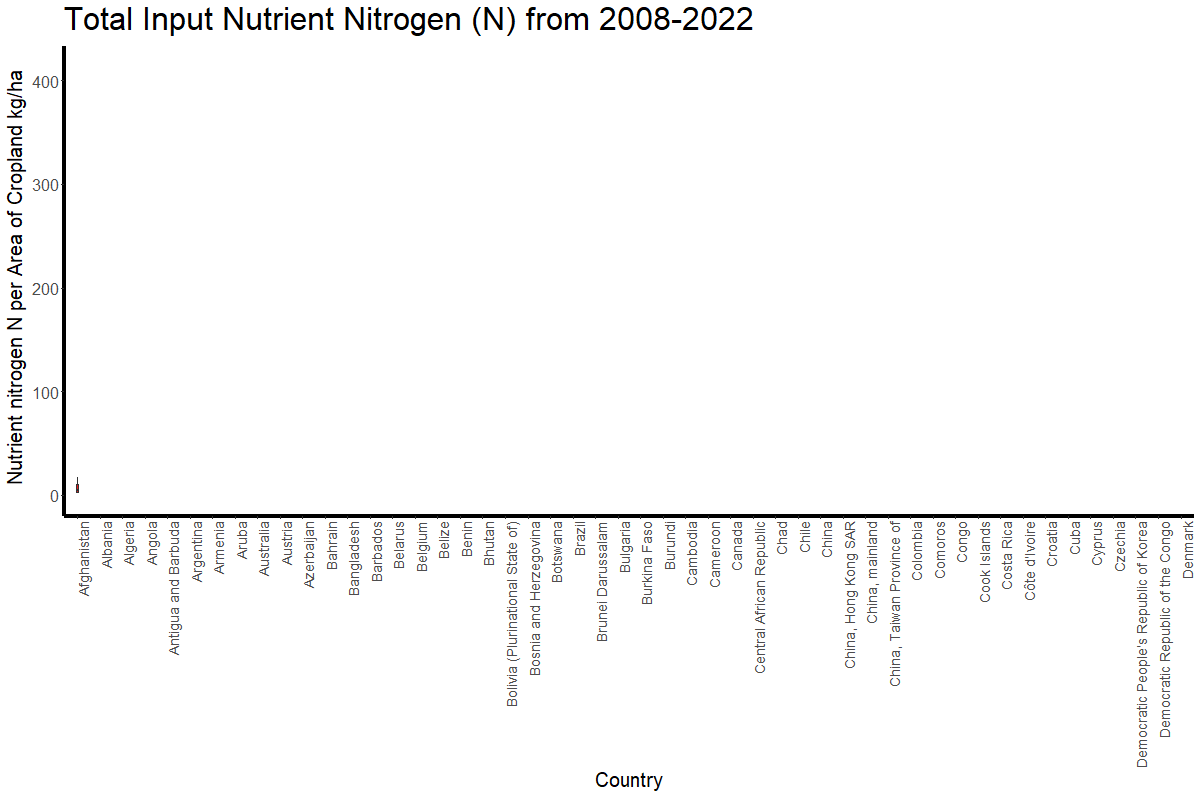 Total Input Nutrient Nitrogen (N) from 2008-2022
Nutrient nitrogen N per Area of Cropland kg/ha
400
300
200
100
0
Afghanistan
Albania
Algeria
Angola
Antigua and Barbuda
Argentina
Armenia
Aruba
Australia
Austria
Azerbaijan
Bahrain
Bangladesh
Barbados
Belarus
Belgium
Belize
Benin
Bhutan
Bolivia (Plurinational State of)
Bosnia and Herzegovina
Botswana
Brazil
Brunei Darussalam
Bulgaria
Burkina Faso
Burundi
Cambodia
Cameroon
Canada
Central African Republic
Chad
Chile
China
China, Hong Kong SAR
China, mainland
China, Taiwan Province of
Colombia
Comoros
Congo
Cook Islands
Costa Rica
Côte d'Ivoire
Croatia
Cuba
Cyprus
Czechia
Democratic People's Republic of Korea
Democratic Republic of the Congo
Denmark
Country